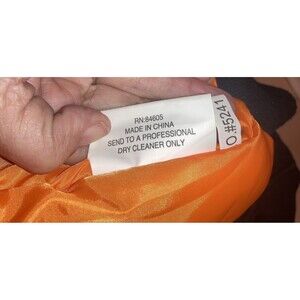 RN:84605
MADE IN CHINA
SEND TO A PROFESSIONAL
DRY CLEANER ONLY
O #5241